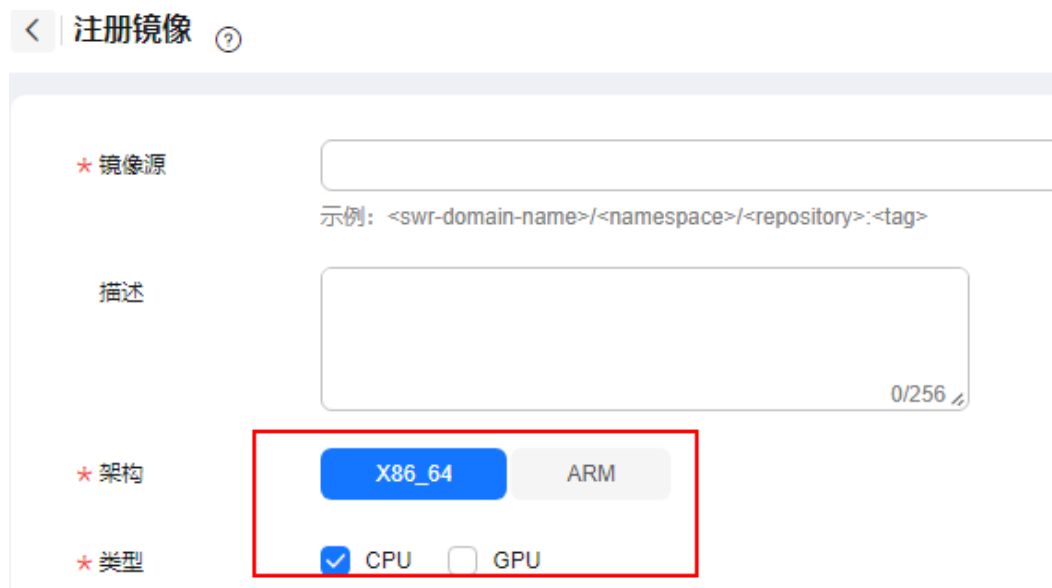 注册镜像 ?
* 镜像源
示例：<swr-domain-name>/<namespace>/<repository>:<tag>
描述
0/256
* 架构 X86_64 ARM
* 类型 CPU GPU